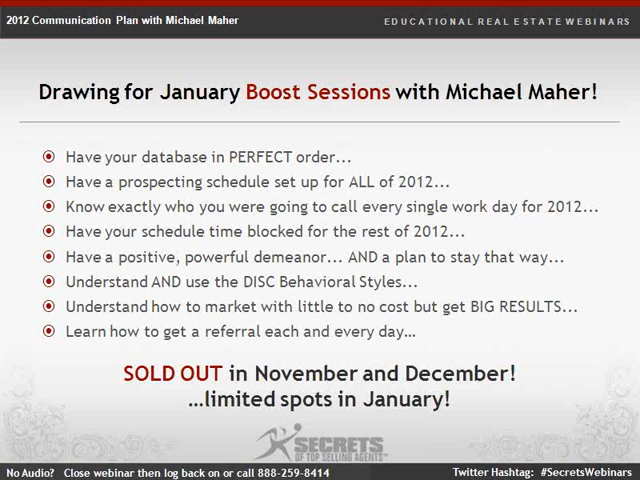 2012 Communication Plan with Michael Maher
EDUCATIONAL REAL ESTATE WEBINARS
Drawing for January Boost Sessions with Michael Maher!
Have your database in PERFECT order...
Have a prospecting schedule set up for ALL of 2012...
Know exactly who you were going to call every single work day for 2012...
Have your schedule time blocked for the rest of 2012...
Have a positive, powerful demeanor... AND a plan to stay that way...
Understand AND use the DISC Behavioral Styles...
Understand how to market with little to no cost but get BIG RESULTS...
Learn how to get a referral each and every day…
SOLD OUT in November and December!
…limited spots in January!
SECRETS
OF TOP SELLING AGENTS
No Audio? Close webinar then log back on or call 888-259-8414
Twitter Hashtag: #SecretsWebinars